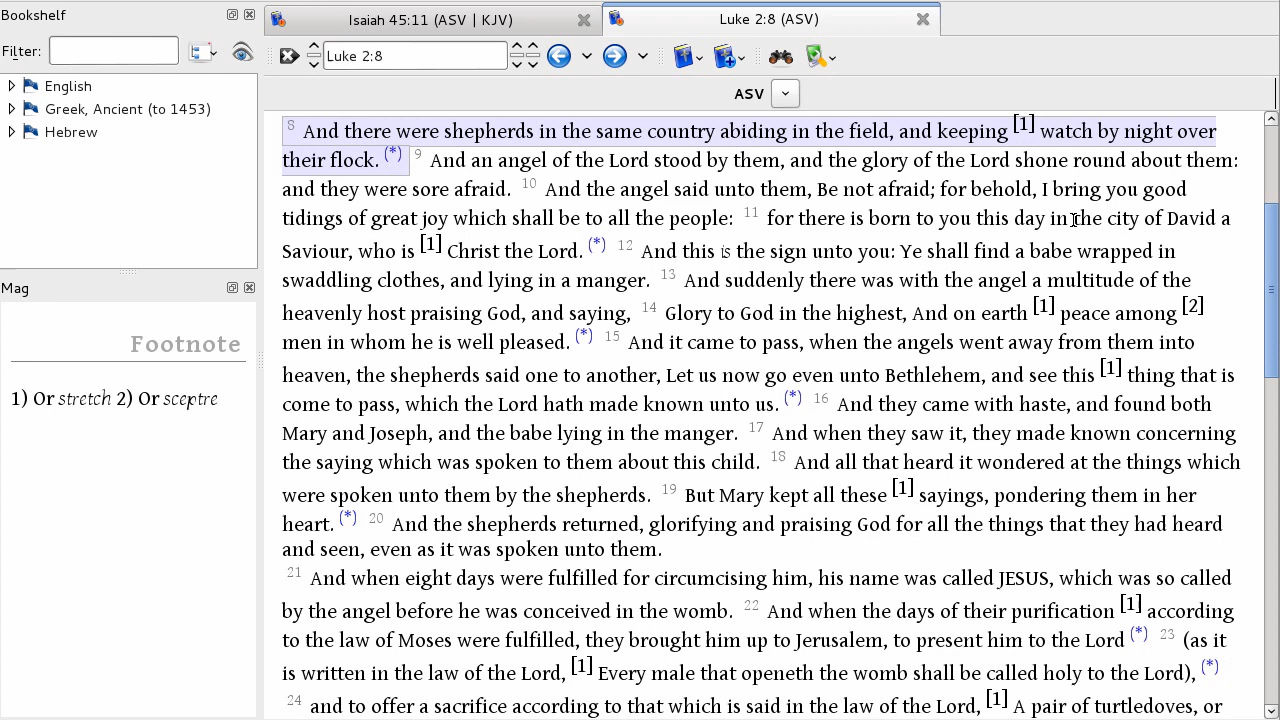 Bookshelf
Isaiah 45:11 (ASV | KJV)
Luke 2:8 (ASV)
Filter:
Luke 2:8
English
Greek, Ancient (to 1453)
Hebrew
ASV
8 And there were shepherds in the same country abiding in the field, and keeping [1] watch by night over
their flock. (*) 9 And an angel of the Lord stood by them, and the glory of the Lord shone round about them:
and they were sore afraid. 10 And the angel said unto them, Be not afraid; for behold, I bring you good
tidings of great joy which shall be to all the people: 11 for there is born to you this day in the city of David a
Saviour, who is [1] Christ the Lord. (*) 12 And this is the sign unto you: Ye shall find a babe wrapped in
swaddling clothes, and lying in a manger. 13 And suddenly there was with the angel a multitude of the
heavenly host praising God, and saying, 14 Glory to God in the highest, And on earth [1] peace among [2]
men in whom he is well pleased. (*) 15 And it came to pass, when the angels went away from them into
heaven, the shepherds said one to another, Let us now go even unto Bethlehem, and see this [1] thing that is
come to pass, which the Lord hath made known unto us. (*) 16 And they came with haste, and found both
Mary and Joseph, and the babe lying in the manger. 17 And when they saw it, they made known concerning
the saying which was spoken to them about this child. 18 And all that heard it wondered at the things which
were spoken unto them by the shepherds. 19 But Mary kept all these [1] sayings, pondering them in her
heart. (*) 20 And the shepherds returned, glorifying and praising God for all the things that they had heard
and seen, even as it was spoken unto them.
21 And when eight days were fulfilled for circumcising him, his name was called JESUS, which was so called
by the angel before he was conceived in the womb. 22 And when the days of their purification [1] according
to the law of Moses were fulfilled, they brought him up to Jerusalem, to present him to the Lord (*) 23 (as it
is written in the law of the Lord, [1] Every male that openeth the womb shall be called holy to the Lord), (*)
24 and to offer a sacrifice according to that which is said in the law of the Lord, [1] A pair of turtledoves, or
Mag
Footnote
1) Or stretch 2) Or sceptre